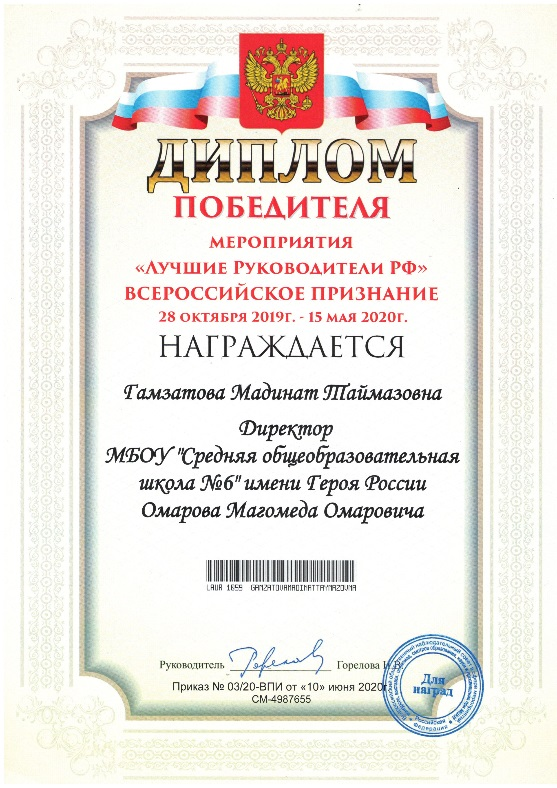 ДИПЛОМ
ПОБЕДИТЕЛЯ
МЕРОПРИЯТИЯ
«ЛУЧШИЕ РУКОВОДИТЕЛИ РФ»
ВСЕРОССИЙСКОЕ ПРИЗНАНИЕ
28 ОКТЯБРЯ 2019Г. - 15 МАЯ 2020Г.
НАГРАЖДАЕТСЯ
Гамзатова Мадинат Таймазовна
Директор
МБОУ "Средняя общеобразовательная
школа №6" имени Героя России
Омарова Магомеда Омаровича
LAUR 1655 GAMZATOVAMADINATTAYMAZOVNA
Руководитель Горелова И.В.
Приказ № 03/20-ВПИ от «10» июня 2020г.
СМ-4987655
Для
наград
Российской